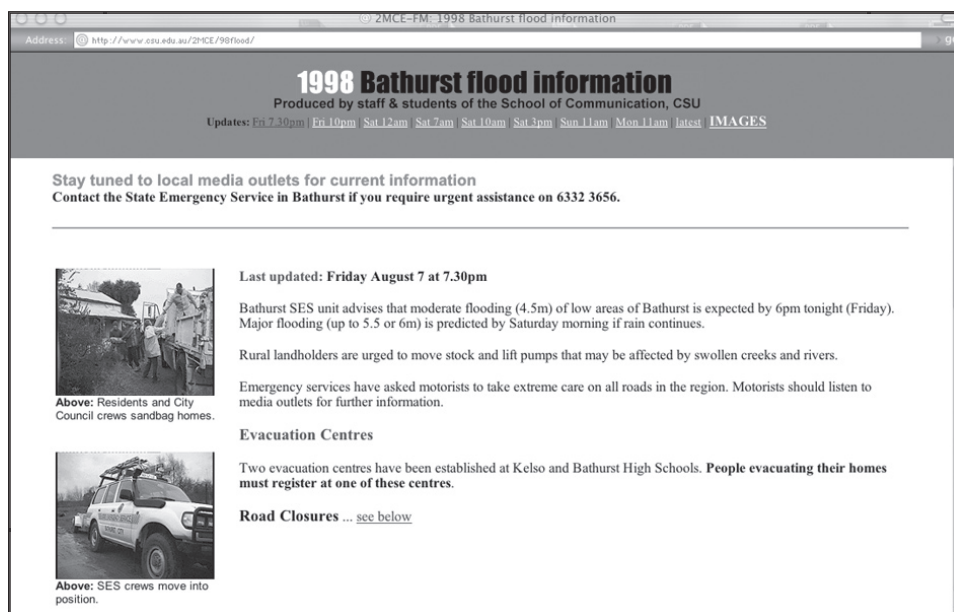 2MCE-FM: 1998 Bathurst flood information
Address: http://www.csu.edu.au/2MCE/98flood/
1998 Bathurst flood information
Produced by staff & students of the School of Communication, CSU
Updates: Fri 7.30pm | Fri 10pm | Sat 12am | Sat 7am | Sat 10am | Sat 3pm | Sun 11am | Mon 11am | latest | IMAGES
Stay tuned to local media outlets for current information
Contact the State Emergency Service in Bathurst if you require urgent assistance on 6332 3656.
Last updated: Friday August 7 at 7.30pm
Bathurst SES unit advises that moderate flooding (4.5m) of low areas of Bathurst is expected by 6pm tonight (Friday).
Major flooding (up to 5.5 or 6m) is predicted by Saturday morning if rain continues.
Rural landholders are urged to move stock and lift pumps that may be affected by swollen creeks and rivers.
Emergency services have asked motorists to take extreme care on all roads in the region. Motorists should listen to
media outlets for further information.
Above: Residents and City
Council crews sandbag homes.
Evacuation Centres
Two evacuation centres have been established at Kelso and Bathurst High Schools. People evacuating their homes
must register at one of these centres.
Road Closures ... see below
Above: SES crews move into
position.